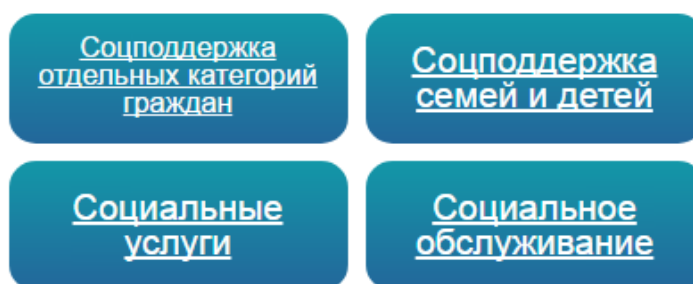 Соцподдержка
отдельных категорий
граждан
Соцподдержка
семей и детей
Социальные
услуги
Социальное
обслуживание